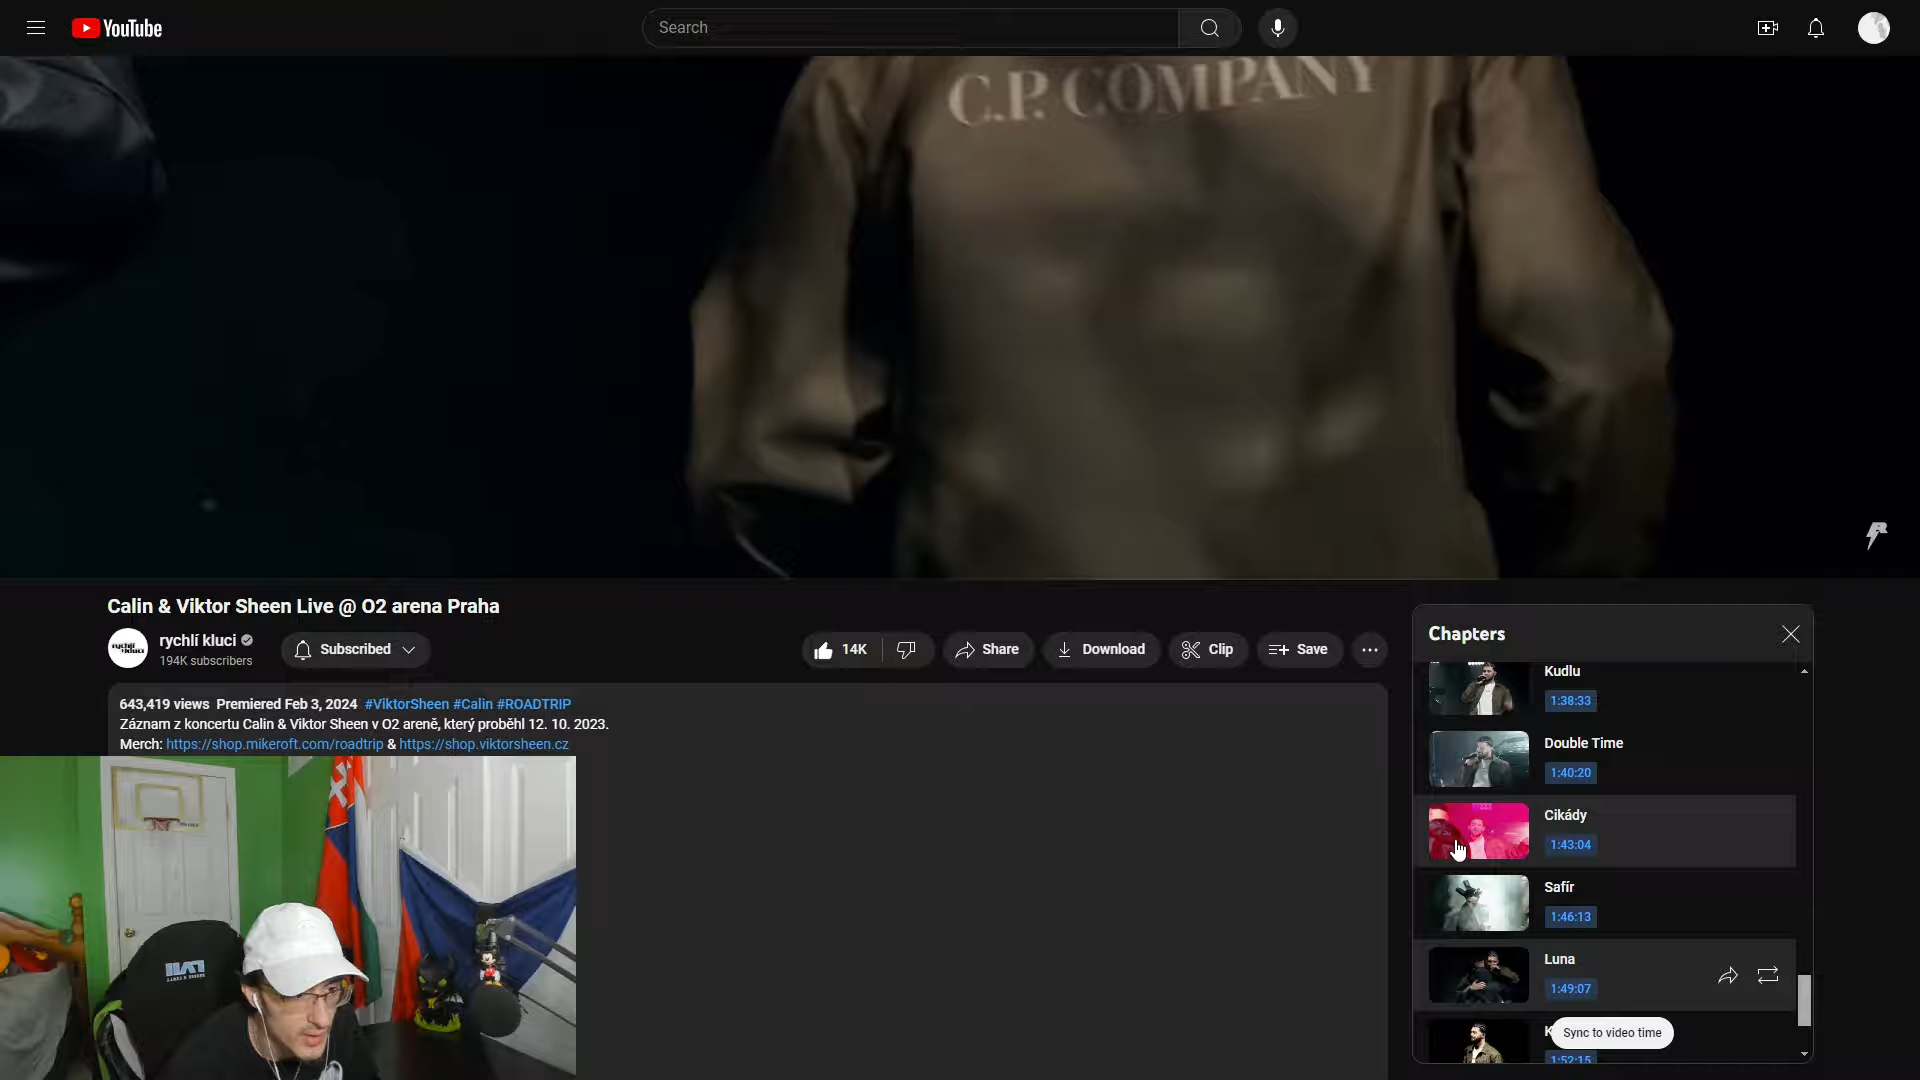 YouTube
Search
C.P. COMPANY
Calin & Viktor Sheen Live @ O2 arena Praha
rychlí kluci
194K subscribers
Subscribed
14K
Share
Download
Clip
Save
643,419 views Premiered Feb 3, 2024 #ViktorSheen #Calin #ROADTRIP
Záznam z koncertu Calin & Viktor Sheen v O2 areně, který proběhl 12. 10. 2023.
Merch: https://shop.mikeroft.com/roadtrip & https://shop.viktorsheen.cz
Chapters
Kudlu
1:38:33
Double Time
1:40:20
Cikády
1:43:04
Safír
1:46:13
Luna
1:49:07
Sync to video time
1:52:15